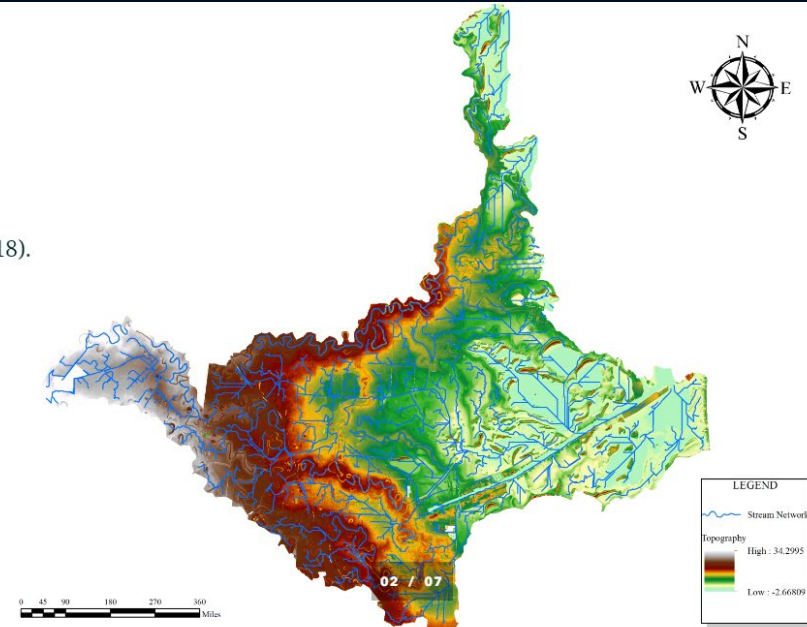 N
W E
S
18).
LEGEND
Stream Network
Topography
High : 34.2995
Low : -2.66809
02 / 07
0 45 90 180 270 360
Miles